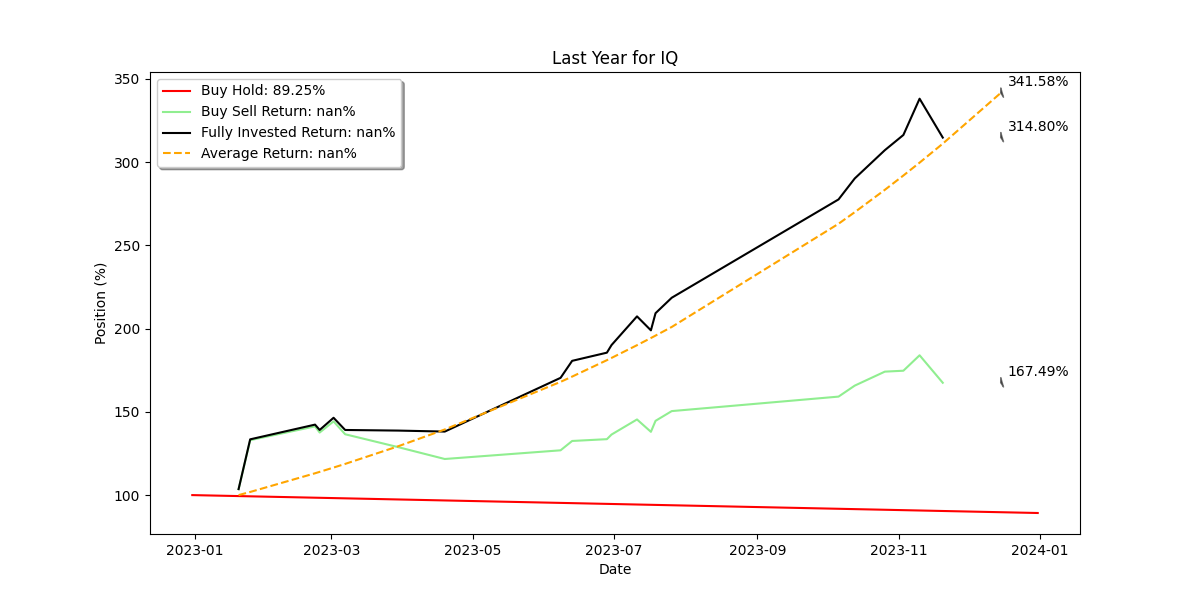 Last Year for IQ
350
300
250
200
150
100
Position (%)
Buy Hold: 89.25%
Buy Sell Return: nan%
Fully Invested Return: nan%
Average Return: nan%
341.58%
314.80%
167.49%
2023-01
2023-03
2023-05
2023-07
2023-09
2023-11
2024-01
Date